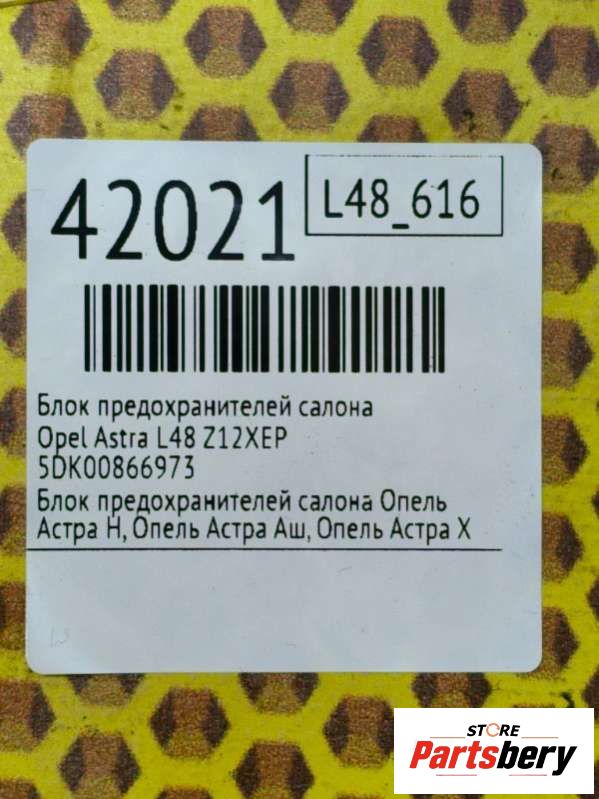 42021
L48_616
Блок предохранителей салона
Opel Astra L48 Z12XEP
5DK00866973
Блок предохранителей салона Опель
Астра Н, Опель Астра Аш, Опель Астра Х
STORE
Partsbery